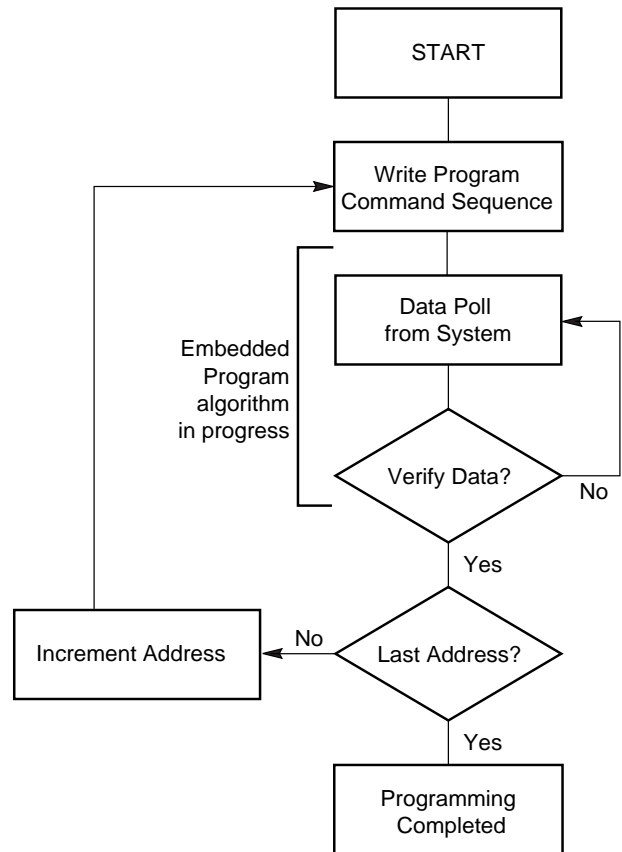 START
Write Program
Command Sequence
Data Poll
from System
Embedded
Program
algorithm
in progress
Verify Data?
No
Yes
Increment Address
No
Last Address?
Yes
Programming
Completed